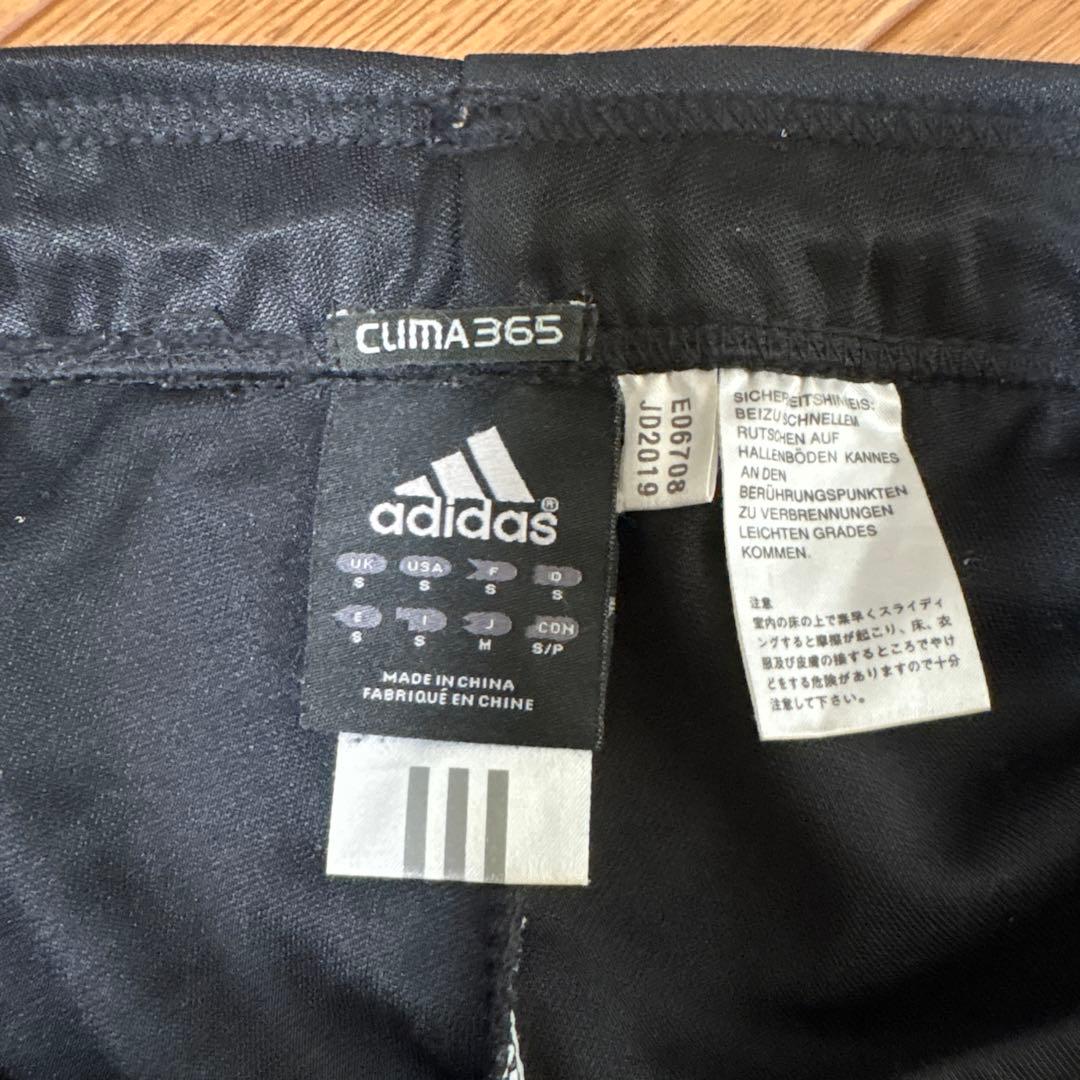 CLIMA365
adidas®
UK USA F D
S S S S
E I J CDN
S S M S/P
MADE IN CHINA
FABRIQUÉ EN CHINE
E06708
JD2019
SICHERHEITSHINWEIS:
BEI ZU SCHNELLEM
RUTSCHEN AUF
HALLENBÖDEN KANN ES
AN DEN
BERÜHRUNGSPUNKTEN
ZU VERBRENNUNGEN
LEICHTEN GRADES
KOMMEN.
注意
室内の床の上で素早くスライディ
ングすると摩擦が起こり、床、衣
服及び皮膚の接するところでやけ
どをする危険がありますので十分
注意して下さい。